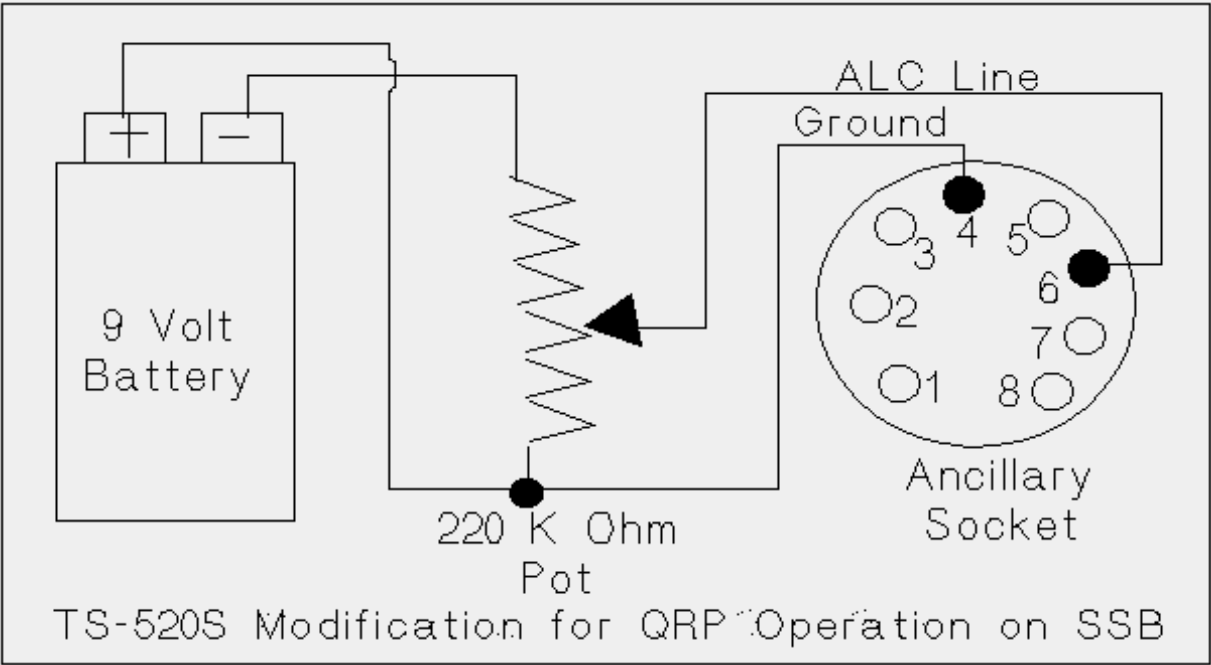 + -
ALC Line
Ground
9 Volt
Battery
3 4 5
6
2
7
1 8
Ancillary
Socket
220 K Ohm
Pot
TS-520S Modification for QRP Operation on SSB